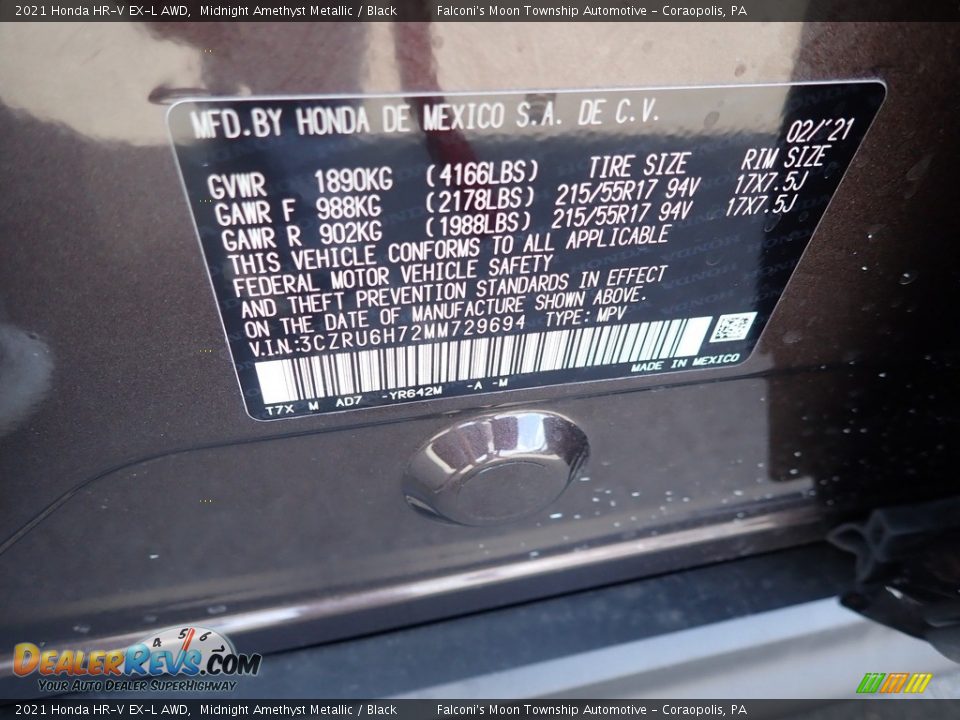 2021 Honda HR-V EX-L AWD,  Midnight Amethyst Metallic / Black          Falconi's Moon Township Automotive - Coraopolis, PA
MFD.BY HONDA DE MEXICO S.A. DE C.V.
02/'21
GVWR 1890KG (4166LBS) TIRE SIZE RIM SIZE
GAWR F 988KG (2178LBS) 215/55R17 94V 17X7.5J
GAWR R 902KG (1988LBS) 215/55R17 94V 17X7.5J
THIS VEHICLE CONFORMS TO ALL APPLICABLE
FEDERAL MOTOR VEHICLE SAFETY
AND THEFT PREVENTION STANDARDS IN EFFECT
ON THE DATE OF MANUFACTURE SHOWN ABOVE.
V.I.N.:3CZRU6H72MM729694 TYPE: MPV
MADE IN MEXICO
T7X M AD7 -YR642M -A -M
4 5 6
DealerRevs.com
Your Auto Dealer SuperHighway
2021 Honda HR-V EX-L AWD,  Midnight Amethyst Metallic / Black          Falconi's Moon Township Automotive - Coraopolis, PA